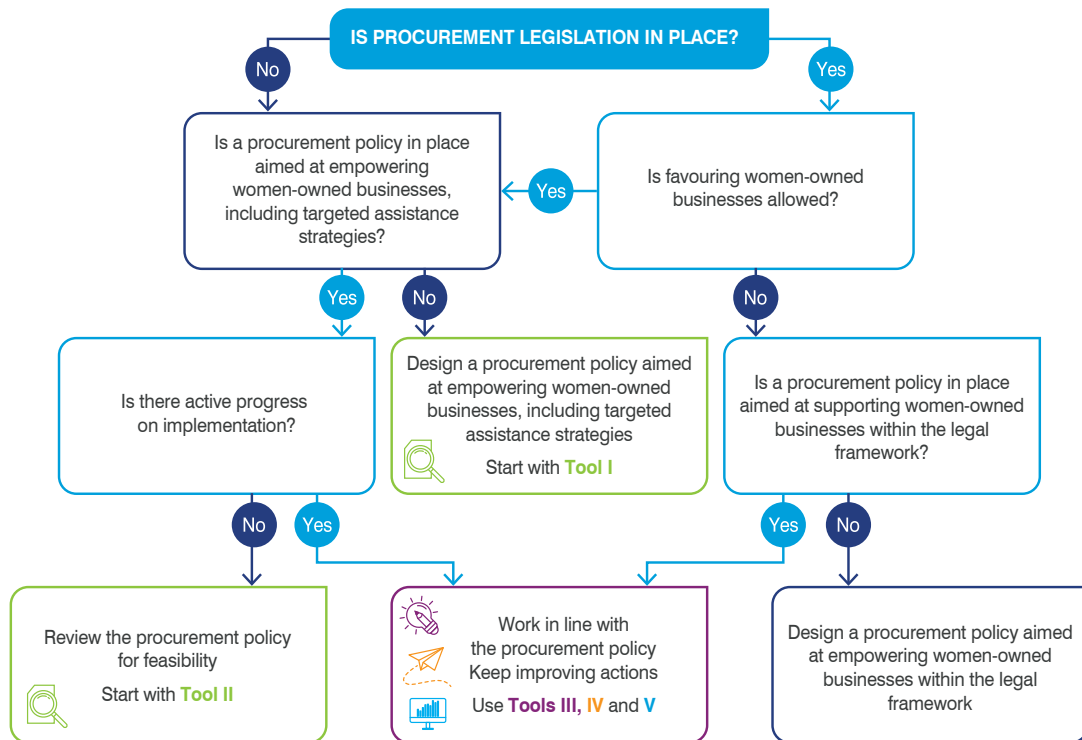 IS PROCUREMENT LEGISLATION IN PLACE?
No
Yes
Is a procurement policy in place
aimed at empowering
women-owned businesses,
including targeted assistance
strategies?
Yes
Is favouring women-owned
businesses allowed?
Yes
No
No
Is there active progress
on implementation?
Design a procurement policy aimed
at empowering women-owned
businesses, including targeted
assistance strategies
Start with Tool I
Is a procurement policy in place
aimed at supporting women-owned
businesses within the legal
framework?
No
Yes
Yes
No
Review the procurement policy
for feasibility
Start with Tool II
Work in line with
the procurement policy
Keep improving actions
Use Tools III, IV and V
Design a procurement policy aimed
at empowering women-owned
businesses within the legal
framework